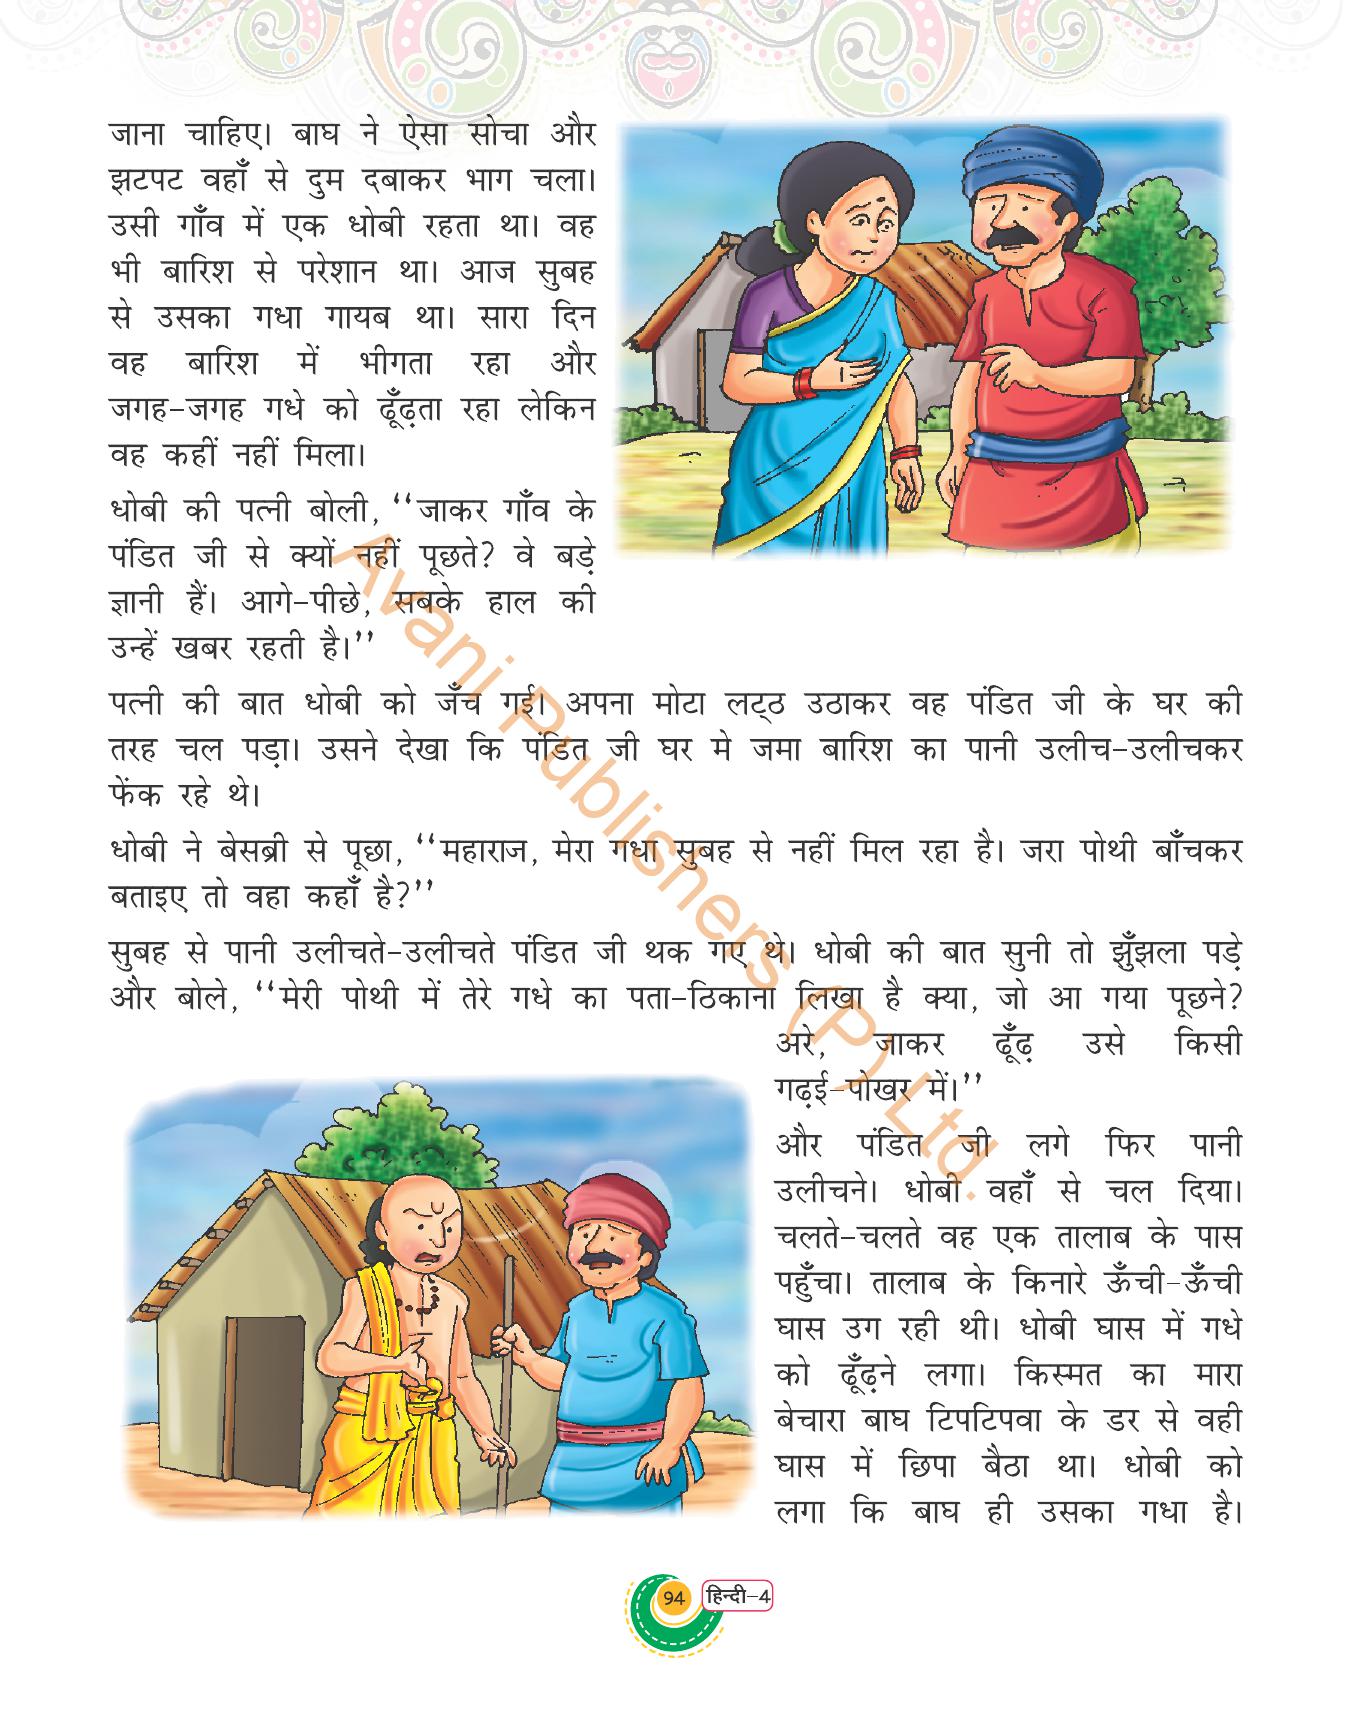 जाना चाहिए। बाघ ने ऐसा सोचा और
झटपट वहाँ से दुम दबाकर भाग चला।
उसी गाँव में एक धोबी रहता था। वह
भी बारिश से परेशान था। आज सुबह
से उसका गधा गायब था। सारा दिन
वह बारिश में भीगता रहा और
जगह-जगह गधे को ढूँढ़ता रहा लेकिन
वह कहीं नहीं मिला।
धोबी की पत्नी बोली, ‘‘जाकर गाँव के
पंडित जी से क्यों नहीं पूछते? वे बड़े
ज्ञानी हैं। आगे-पीछे, सबके हाल की
उन्हें खबर रहती है।’’
पत्नी की बात धोबी को जँच गई। अपना मोटा लट्ठ उठाकर वह पंडित जी के घर की
तरह चल पड़ा। उसने देखा कि पंडित जी घर मे जमा बारिश का पानी उलीच-उलीचकर
फेंक रहे थे।
धोबी ने बेसब्री से पूछा, ‘‘महाराज, मेरा गधा सुबह से नहीं मिल रहा है। जरा पोथी बाँचकर
बताइए तो वहा कहाँ है?’’
सुबह से पानी उलीचते-उलीचते पंडित जी थक गए थे। धोबी की बात सुनी तो झुँझला पड़े
और बोले, ‘‘मेरी पोथी में तेरे गधे का पता-ठिकाना लिखा है क्या, जो आ गया पूछने?
अरे, जाकर ढूँढ़ उसे किसी
गढ़ई-पोखर में।’’
और पंडित जी लगे फिर पानी
उलीचने। धोबी वहाँ से चल दिया।
चलते-चलते वह एक तालाब के पास
पहुँचा। तालाब के किनारे ऊँची-ऊँची
घास उग रही थी। धोबी घास में गधे
को ढूँढ़ने लगा। किस्मत का मारा
बेचारा बाघ टिपटिपवा के डर से वही
घास में छिपा बैठा था। धोबी को
लगा कि बाघ ही उसका गधा है।
Avani Publishers (P) Ltd.
94 हिन्दी-4